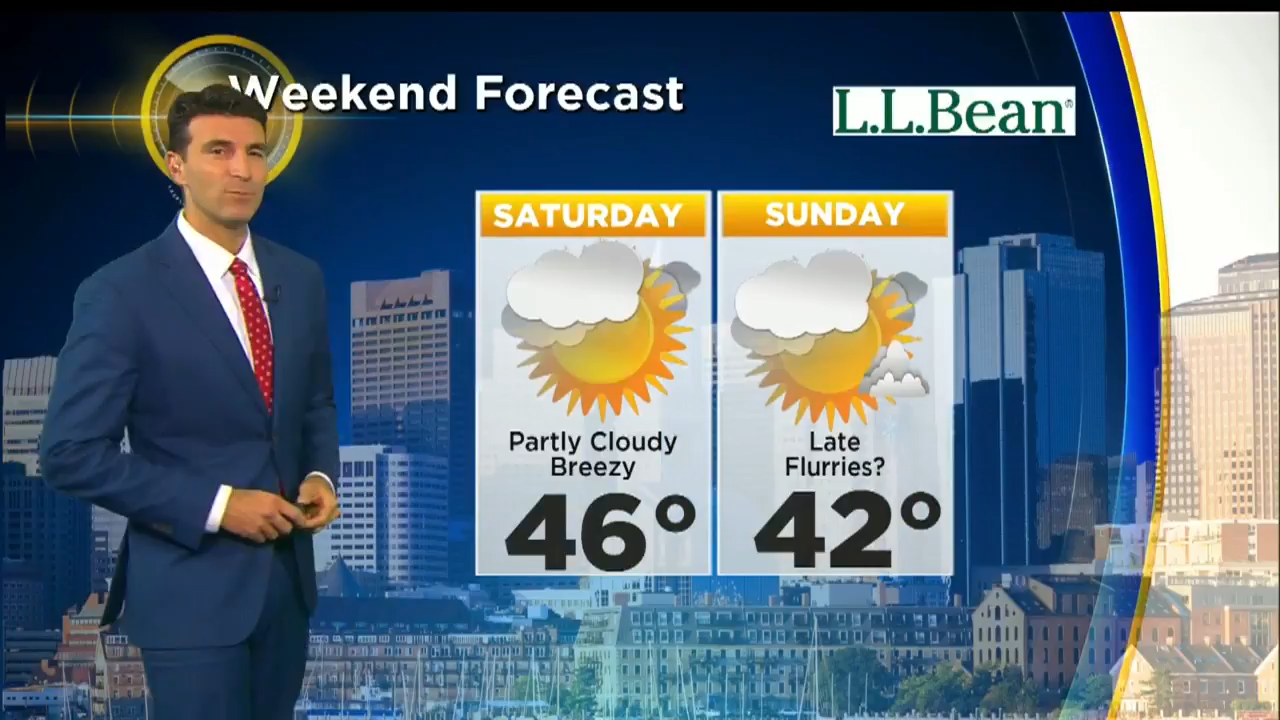 Weekend Forecast
L.L.Bean®
SATURDAY
Partly Cloudy
Breezy
46°
SUNDAY
Late
Flurries?
42°